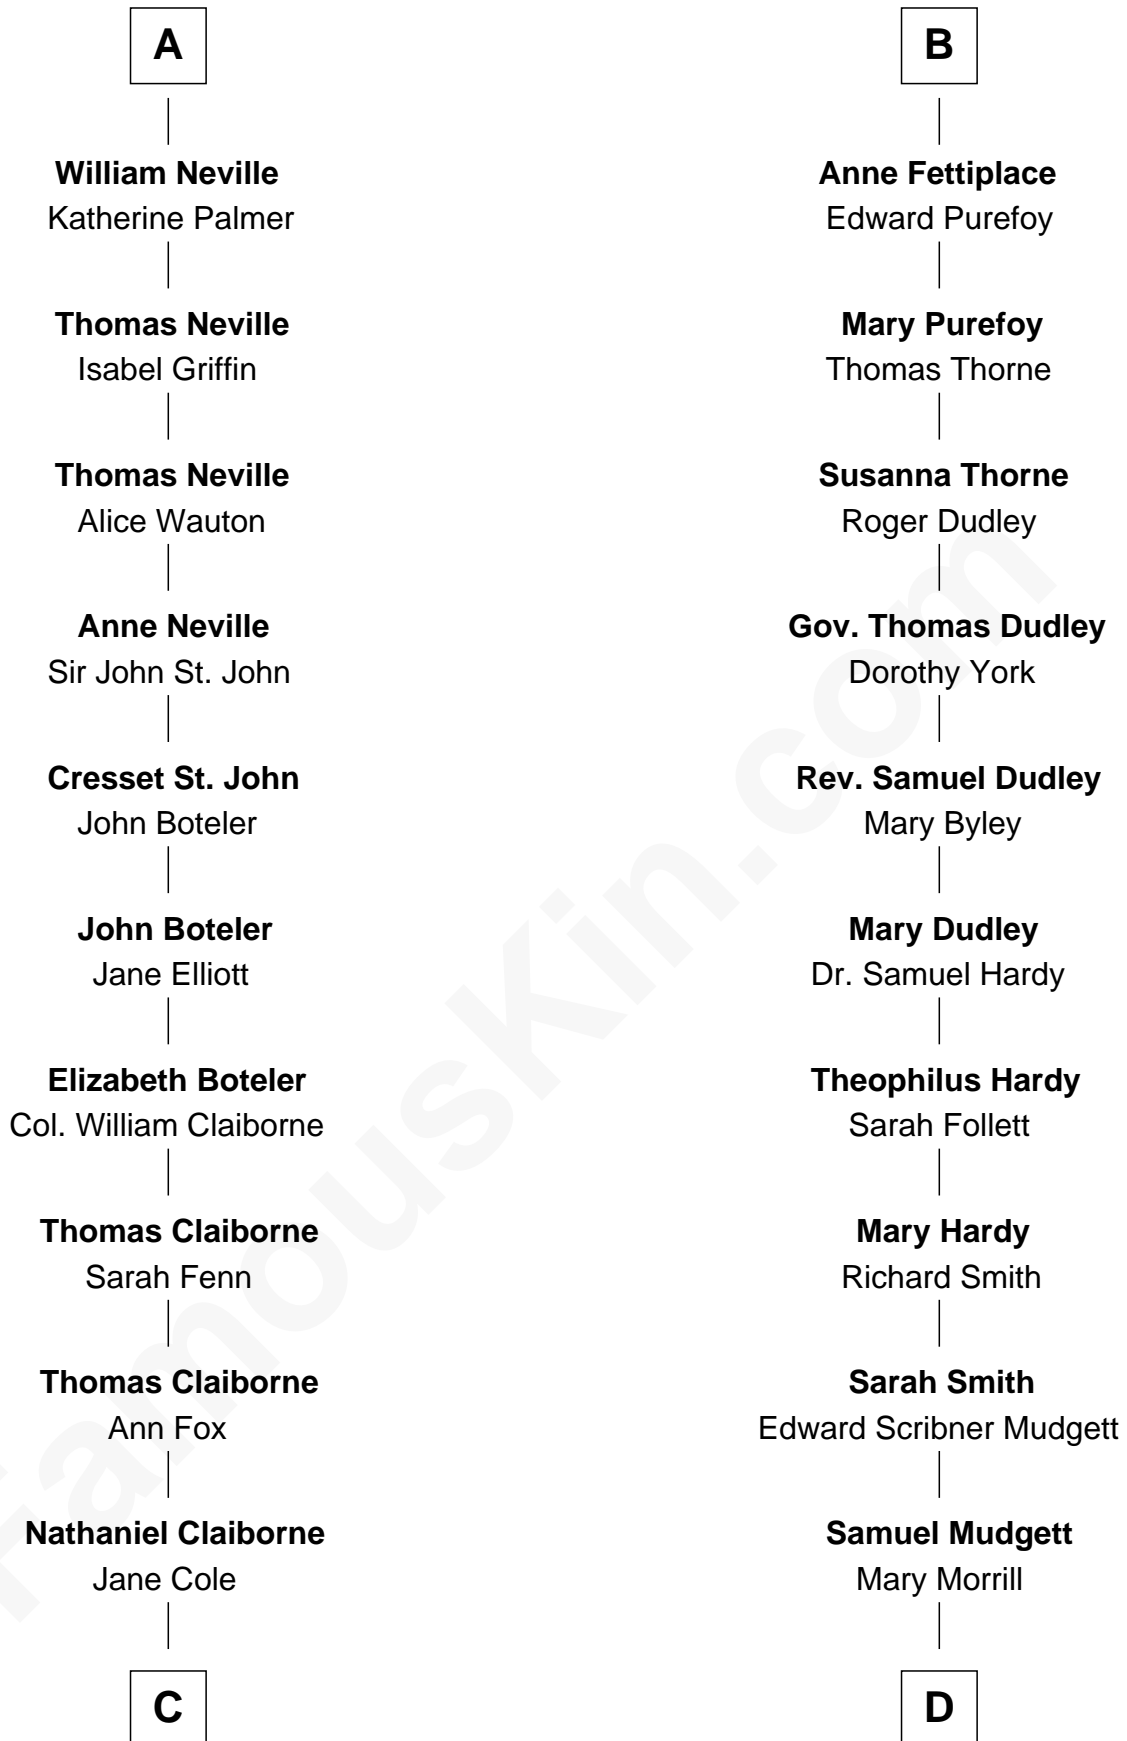 A
William Neville
Katherine Palmer
Thomas Neville
Isabel Griffin
Thomas Neville
Alice Wauton
Anne Neville
Sir John St. John
Cresset St. John
John Boteler
John Boteler
Jane Elliott
Elizabeth Boteler
Col. William Claiborne
Thomas Claiborne
Sarah Fenn
Thomas Claiborne
Ann Fox
Nathaniel Claiborne
Jane Cole
C
B
Anne Fettiplace
Edward Purefoy
Mary Purefoy
Thomas Thorne
Susanna Thorne
Roger Dudley
Gov. Thomas Dudley
Dorothy York
Rev. Samuel Dudley
Mary Byley
Mary Dudley
Dr. Samuel Hardy
Theophilus Hardy
Sarah Follett
Mary Hardy
Richard Smith
Sarah Smith
Edward Scribner Mudgett
Samuel Mudgett
Mary Morrill
D
FamousKin.com